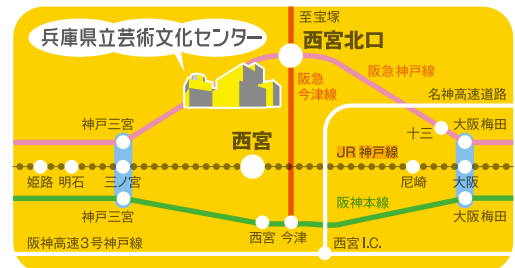 至宝塚
兵庫県立芸術文化センター
西宮北口
阪急
今津線
阪急神戸線
名神高速道路
神戸三宮
十三
大阪梅田
西宮
JR 神戸線
姫路
明石
三ノ宮
尼崎
大阪
阪神本線
神戸三宮
西宮
今津
大阪梅田
阪神高速3号神戸線
西宮I.C.